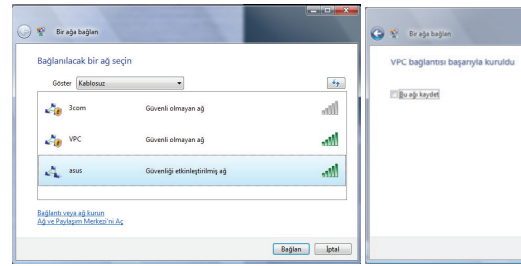 Bir ağa bağlan
Bağlanılacak bir ağ seçin
Göster Kablosuz
3com Güvenli olmayan ağ
VPC Güvenli olmayan ağ
asus Güvenliği etkinleştirilmiş ağ
Bağlantı veya ağ kurun
Ağ ve Paylaşım Merkezi'ni Aç
Bağlan İptal
Bir ağa bağlan
VPC bağlantısı başarıyla kuruldu
Bu ağı kaydet